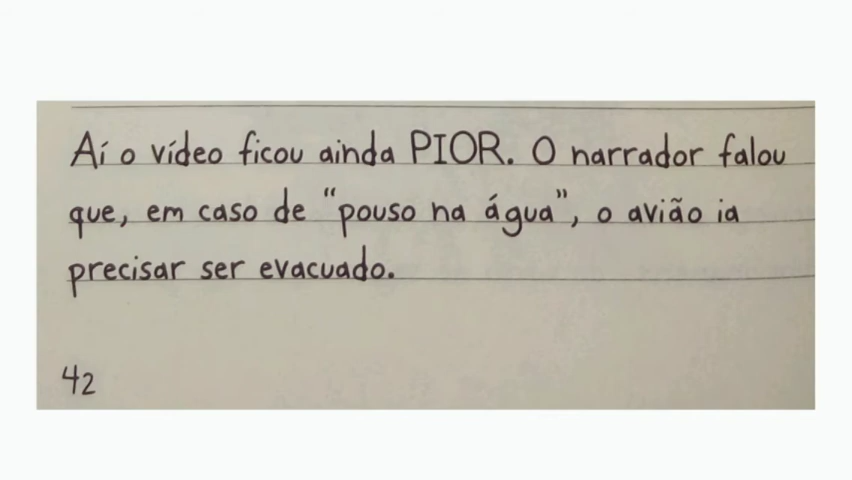 Aí o vídeo ficou ainda PIOR. O narrador falou
que, em caso de “pouso na água”, o avião ia
precisar ser evacuado.
42